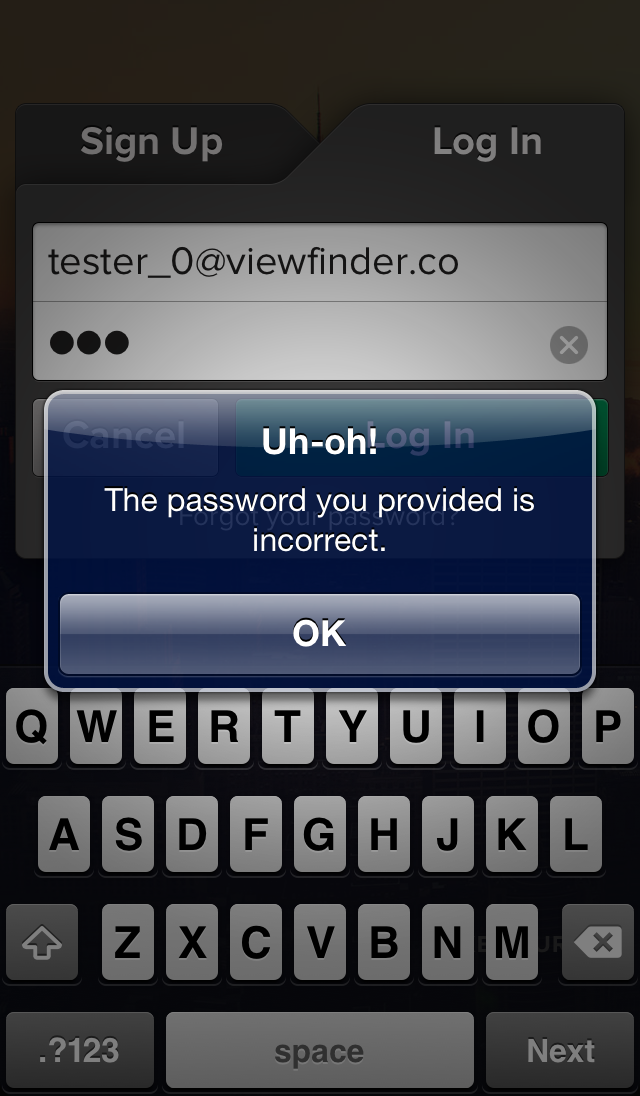 Sign Up Log In
tester_0@viewfinder.co
●●●
Cancel Log In
Uh-oh!
The password you provided is
incorrect.
Forgot your password?
OK
Q W E R T Y U I O P
A S D F G H J K L
Z X C V B N M
.?123 space Next